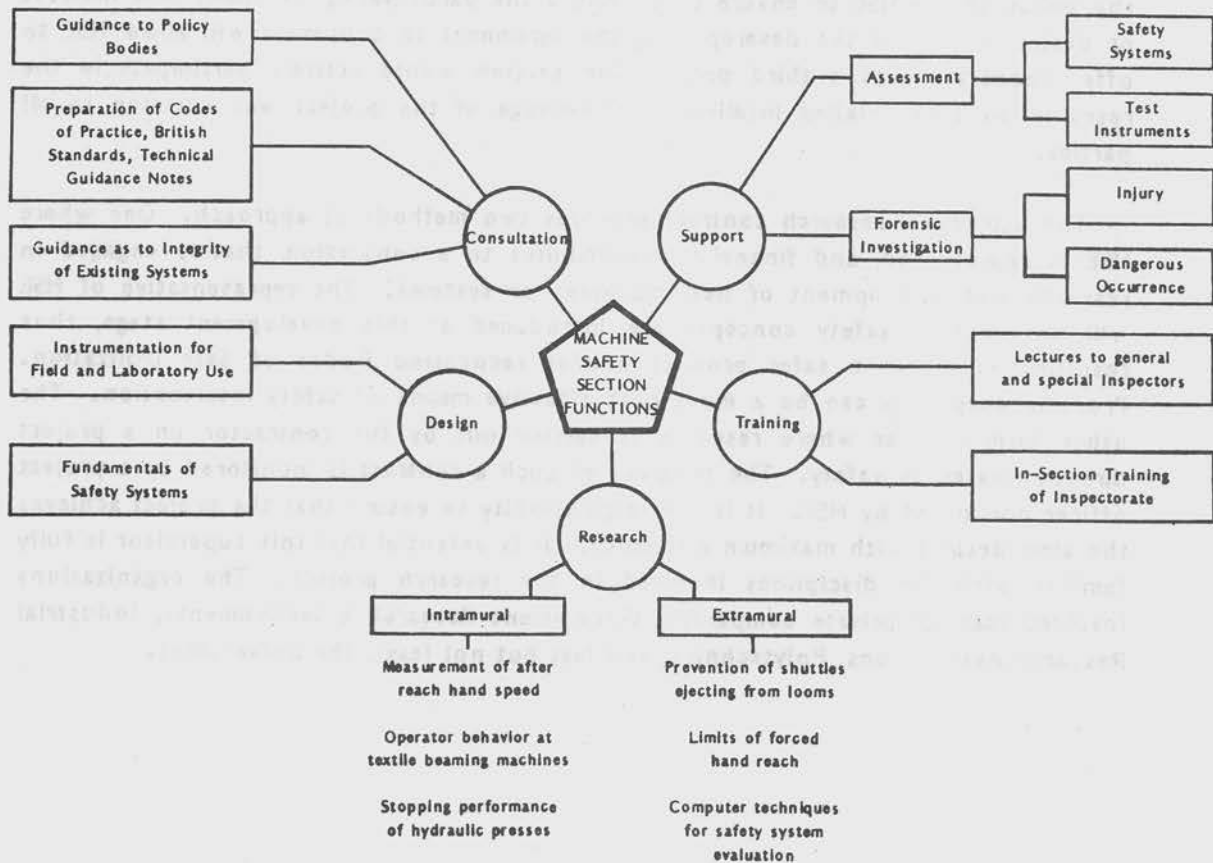 Guidance to Policy
Bodies
Preparation of Codes
of Practice, British
Standards, Technical
Guidance Notes
Guidance as to Integrity
of Existing Systems
Instrumentation for
Field and Laboratory Use
Fundamentals of
Safety Systems
Consultation
Support
Design
Training
Research
MACHINE
SAFETY
SECTION
FUNCTIONS
Assessment
Safety
Systems
Test
Instruments
Forensic
Investigation
Injury
Dangerous
Occurrence
Lectures to general
and special Inspectors
In-Section Training
of Inspectorate
Intramural
Measurement of after
reach hand speed
Operator behavior at
textile beaming machines
Stopping performance
of hydraulic presses
Extramural
Prevention of shuttles
ejecting from looms
Limits of forced
hand reach
Computer techniques
for safety system
evaluation